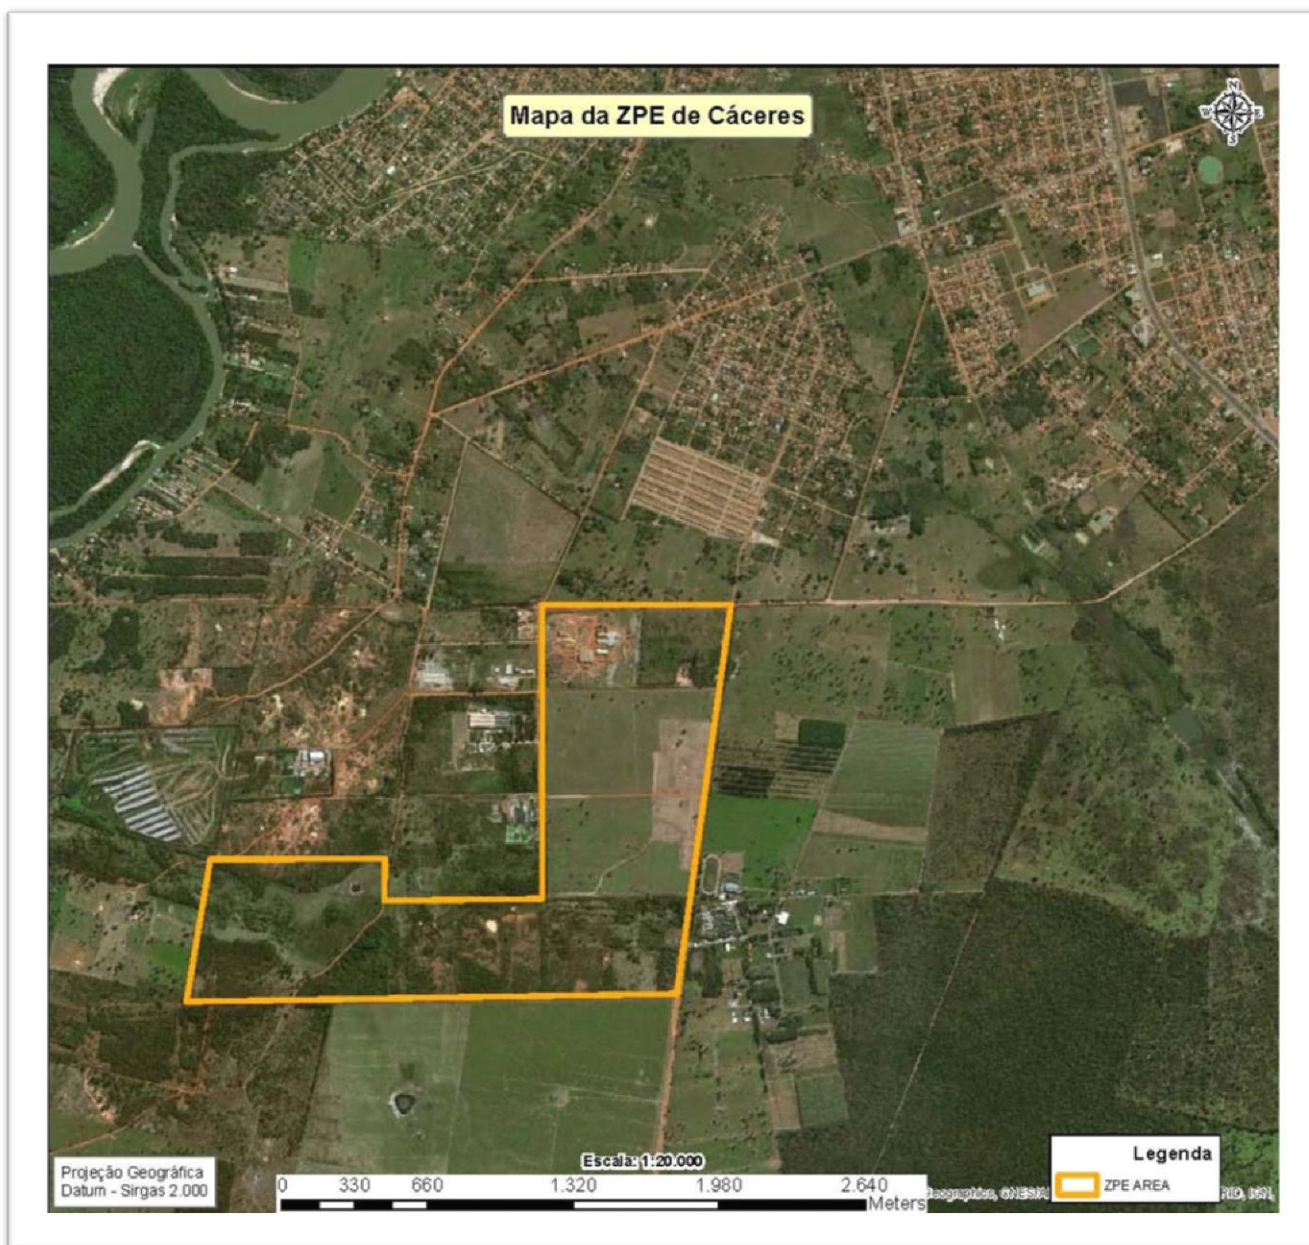 Mapa da ZPE de Cáceres
N
W E
S
Projeção Geográfica
Datum - Sirgas 2.000
Escala: 1:20.000
0 330 660 1.320 1.980 2.640
Meters
Legenda
ZPE AREA